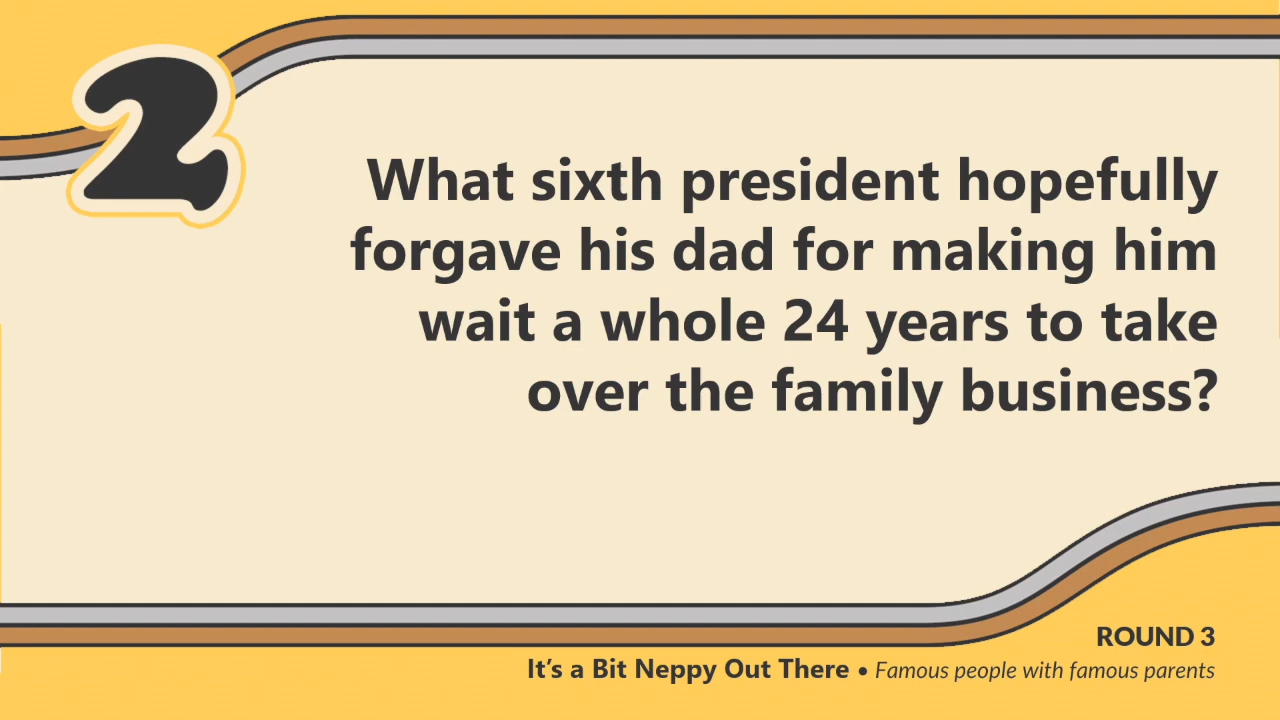 2
What sixth president hopefully
forgave his dad for making him
wait a whole 24 years to take
over the family business?
ROUND 3
It’s a Bit Neppy Out There • Famous people with famous parents